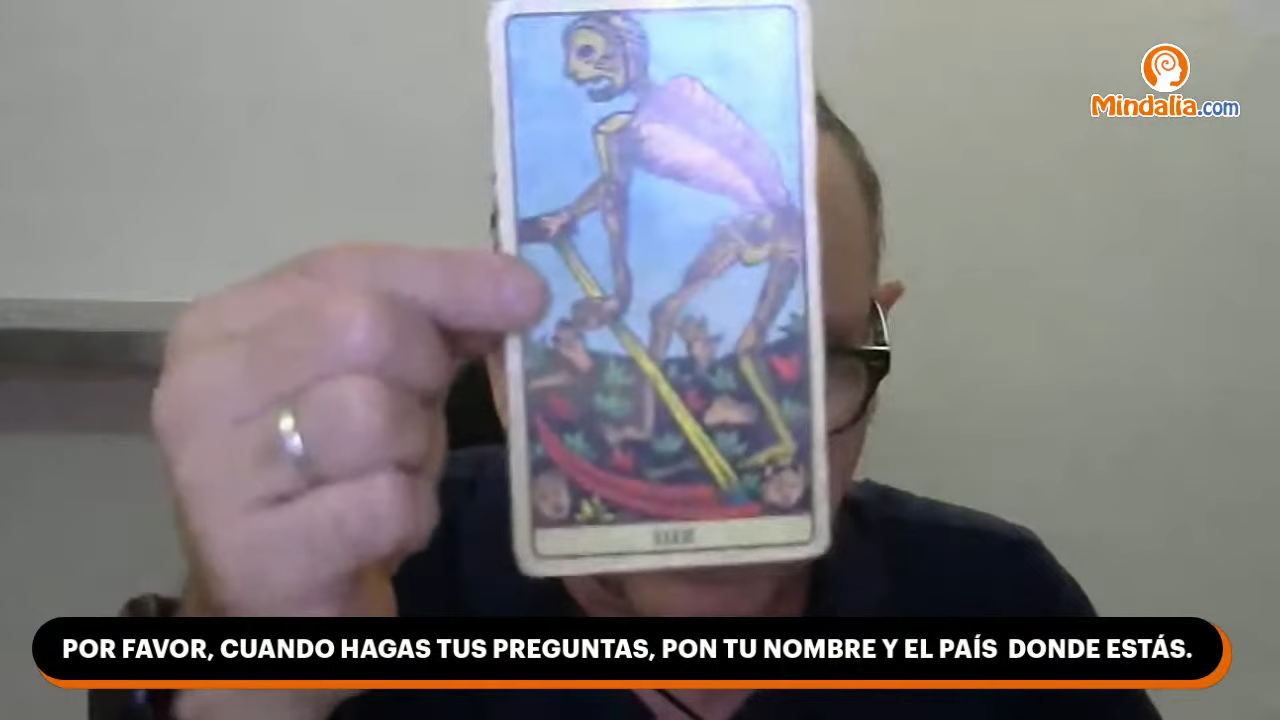 Mindalia.com
POR FAVOR, CUANDO HAGAS TUS PREGUNTAS, PON TU NOMBRE Y EL PAÍS DONDE ESTÁS.